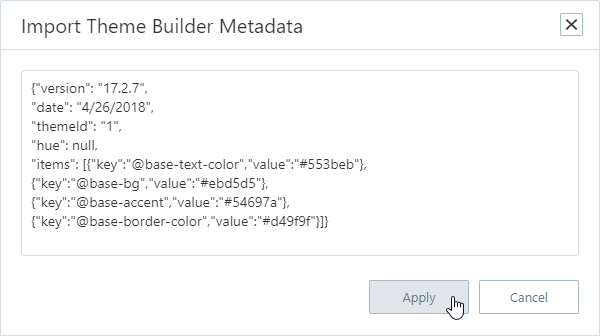 Import Theme Builder Metadata
{"version": "17.2.7",
"date": "4/26/2018",
"themeId": "1",
"hue": null,
"items": [{"key":"@base-text-color","value":"#553beb"},
{"key":"@base-bg","value":"#ebd5d5"},
{"key":"@base-accent","value":"#54697a"},
{"key":"@base-border-color","value":"#d49f9f"}]}
Apply Cancel